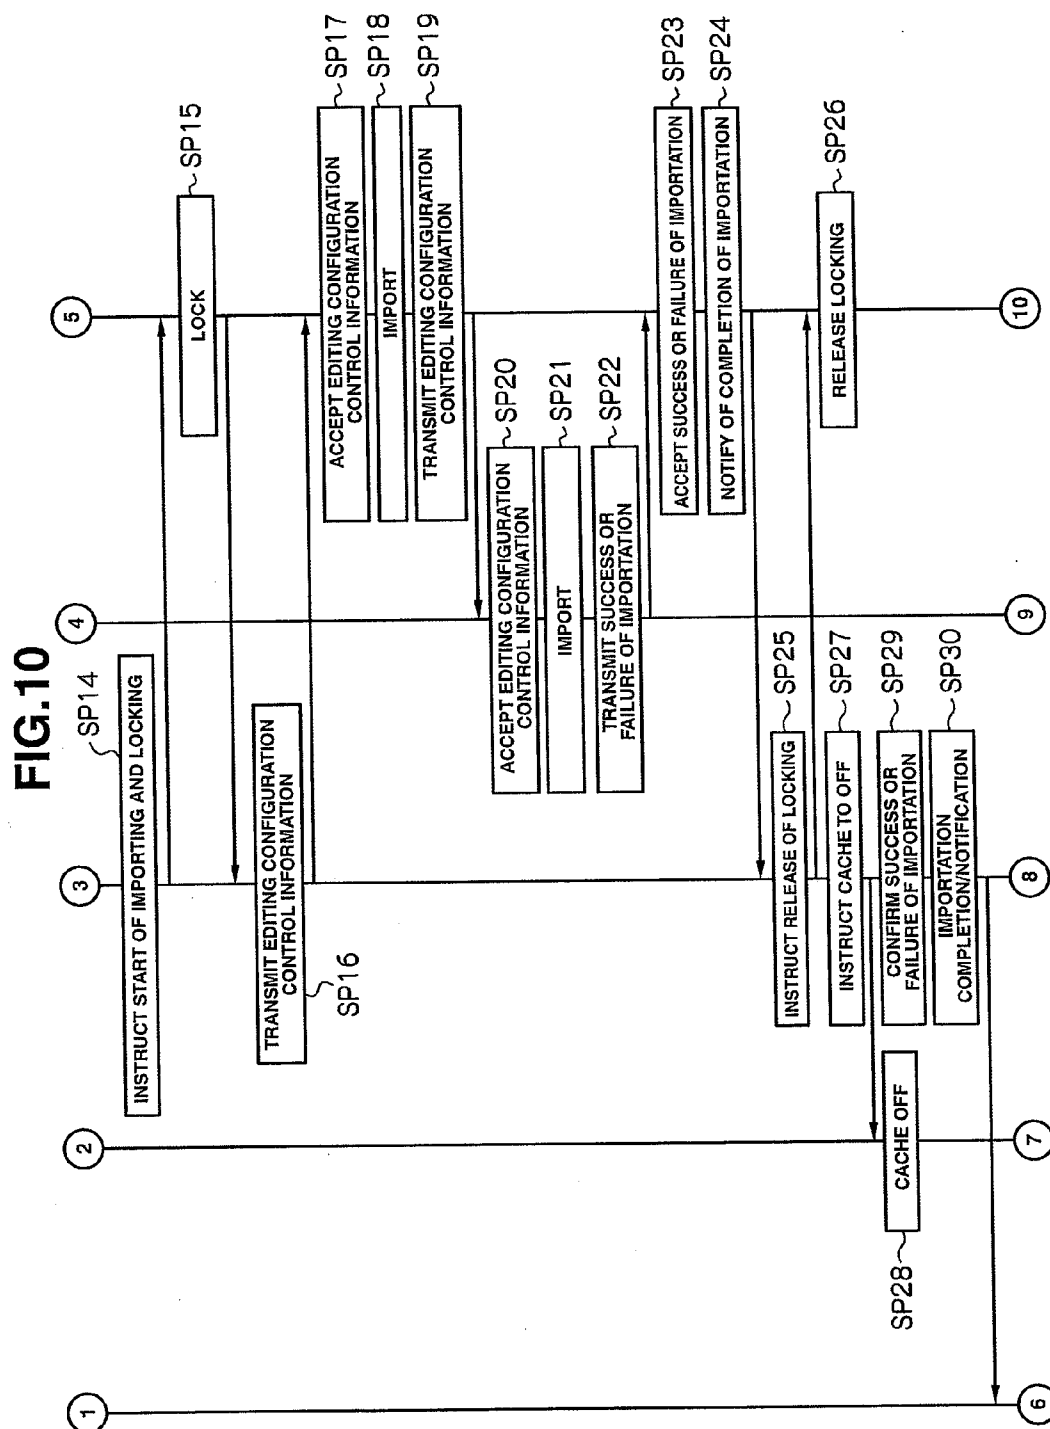 FIG.10
1
2
3
4
5
INSTRUCT START OF IMPORTING AND LOCKING
SP14
LOCK
SP15
TRANSMIT EDITING CONFIGURATION
CONTROL INFORMATION
SP16
ACCEPT EDITING CONFIGURATION
CONTROL INFORMATION
SP17
IMPORT
SP18
TRANSMIT EDITING CONFIGURATION
CONTROL INFORMATION
SP19
ACCEPT EDITING CONFIGURATION
CONTROL INFORMATION
SP20
IMPORT
SP21
TRANSMIT SUCCESS OR
FAILURE OF IMPORTATION
SP22
ACCEPT SUCCESS OR FAILURE OF IMPORTATION
SP23
NOTIFY OF COMPLETION OF IMPORTATION
SP24
INSTRUCT RELEASE OF LOCKING
SP25
RELEASE LOCKING
SP26
INSTRUCT CACHE TO OFF
SP27
CACHE OFF
SP28
CONFIRM SUCCESS OR
FAILURE OF IMPORTATION
SP29
IMPORTATION
COMPLETION/NOTIFICATION
SP30
6
7
8
9
10